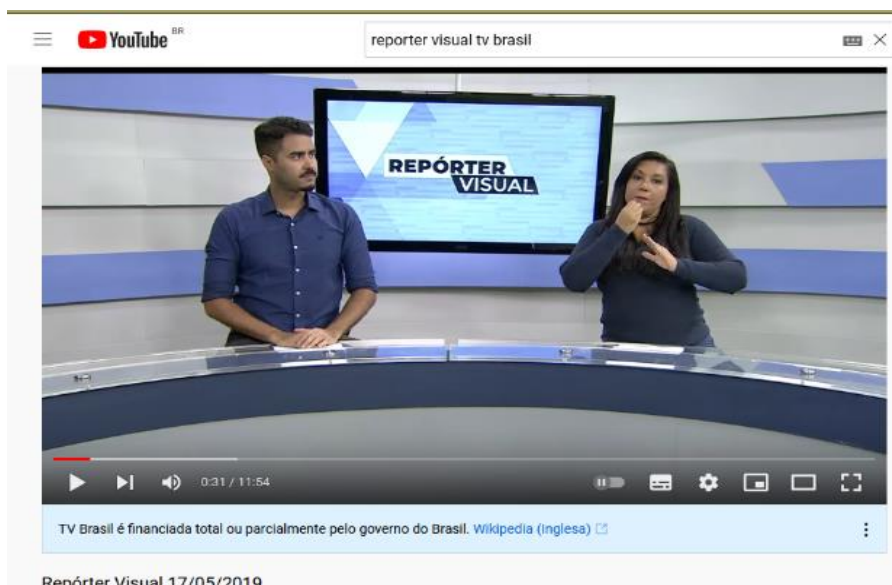 YouTube BR
reporter visual tv brasil
REPÓRTER
VISUAL
0:31 / 11:54
TV Brasil é financiada total ou parcialmente pelo governo do Brasil. Wikipedia (Inglesa)
Repórter Visual 17/05/2019